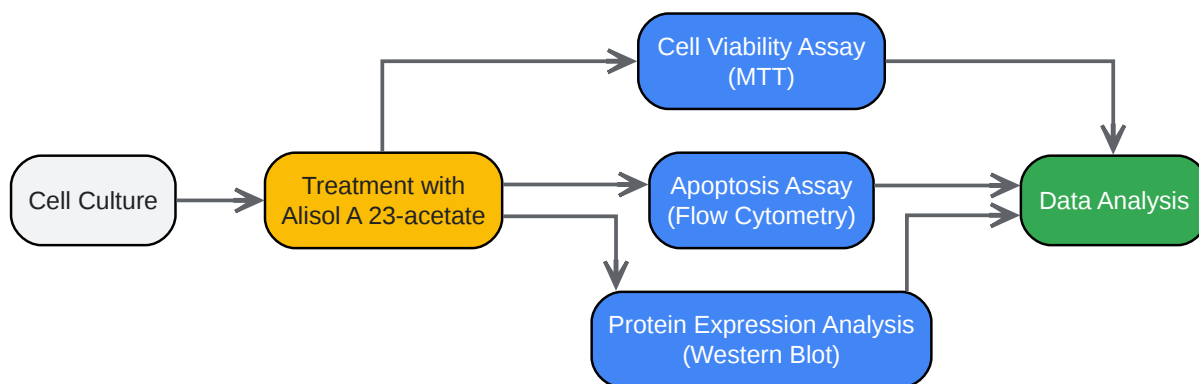 Cell Culture
Treatment with
Alisol A 23-acetate
Cell Viability Assay
(MTT)
Apoptosis Assay
(Flow Cytometry)
Protein Expression Analysis
(Western Blot)
Data Analysis